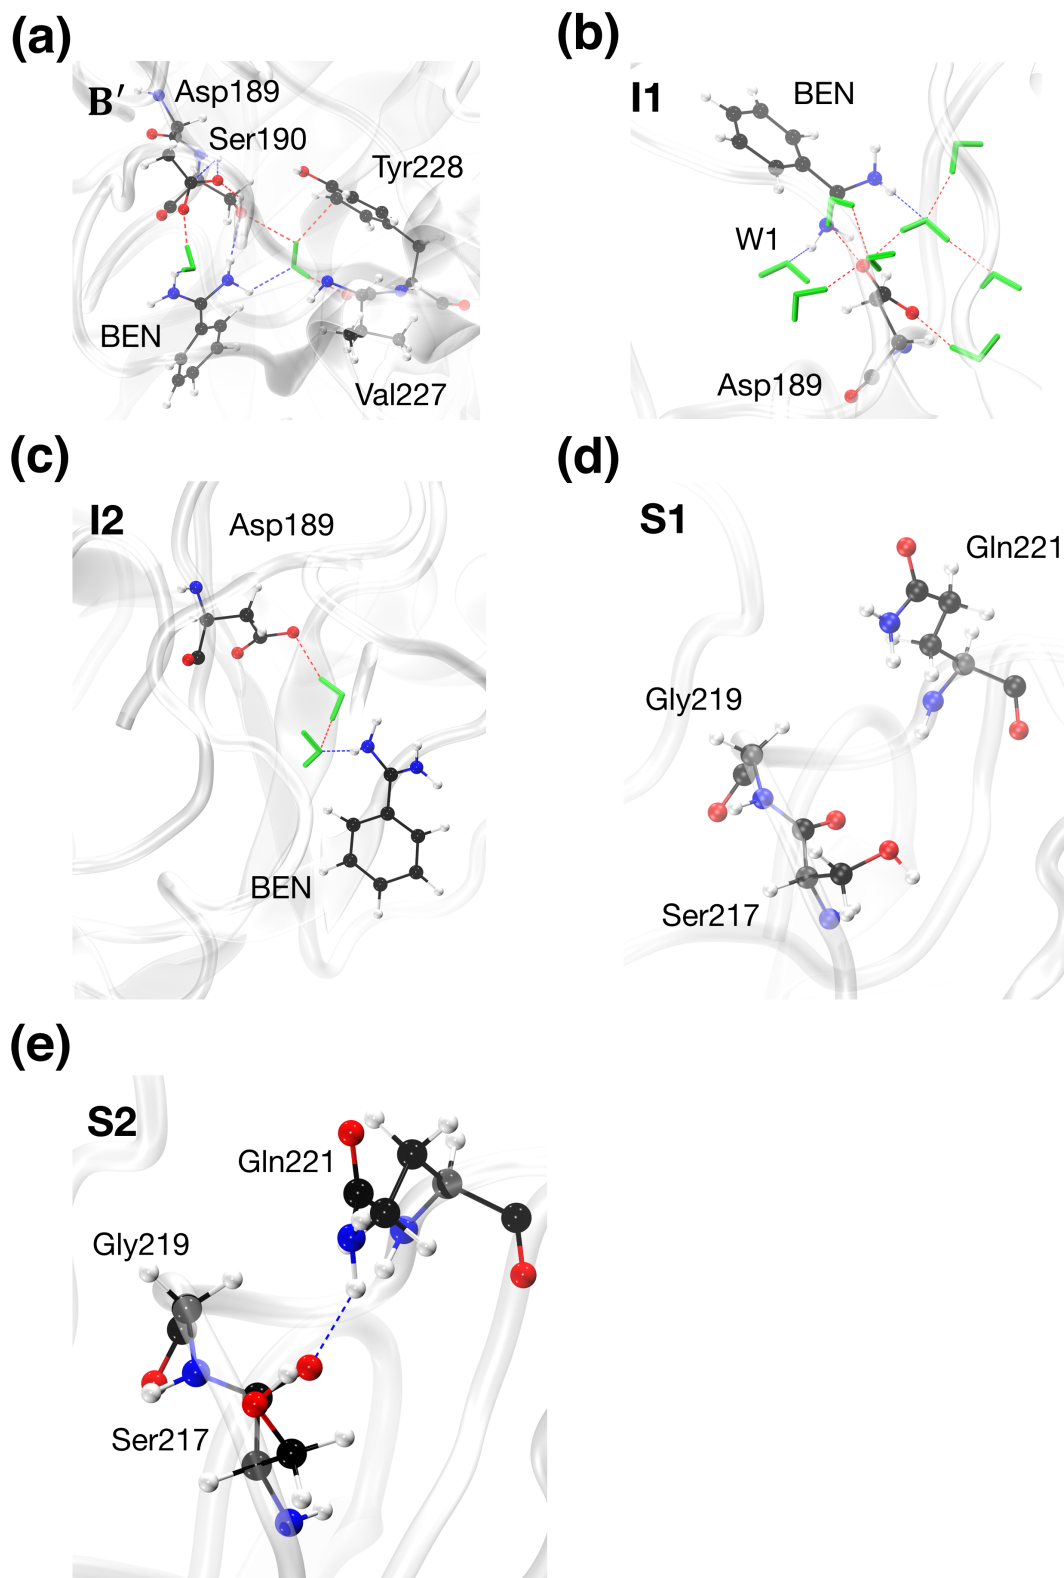 (a)
B′
Asp189
Ser190
Tyr228
BEN
Val227
(b)
I1
BEN
W1
Asp189
(c)
I2
Asp189
BEN
(d)
S1
Gln221
Gly219
Ser217
(e)
S2
Gln221
Gly219
Ser217